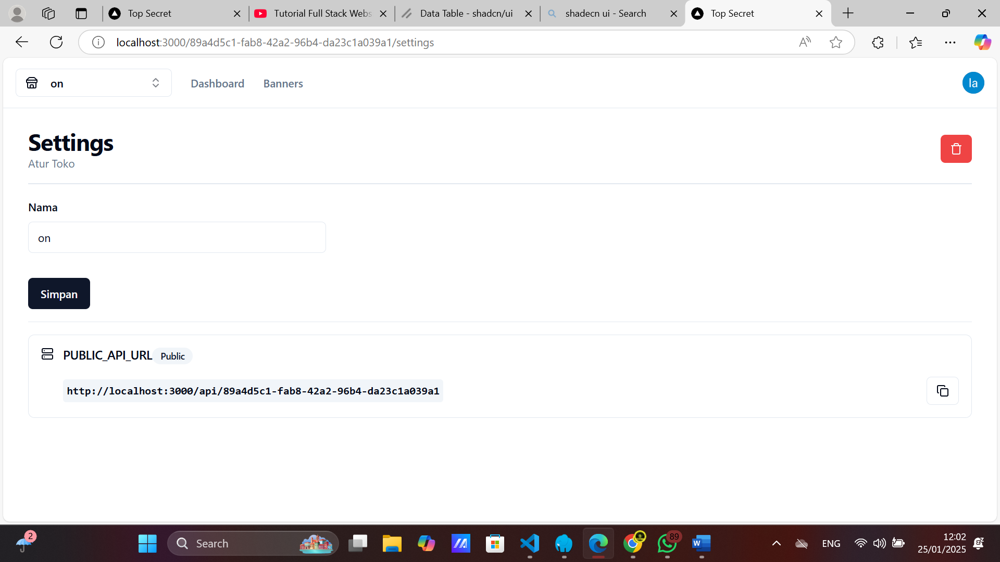 Top Secret
Tutorial Full Stack Webs
Data Table - shadcn/ui
shadecn ui - Search
Top Secret
localhost:3000/89a4d5c1-fab8-42a2-96b4-da23c1a039a1/settings
on
Dashboard
Banners
la
Settings
Atur Toko
Nama
on
Simpan
PUBLIC_API_URL
Public
http://localhost:3000/api/89a4d5c1-fab8-42a2-96b4-da23c1a039a1
2
Search
89
ENG
12:02
25/01/2025